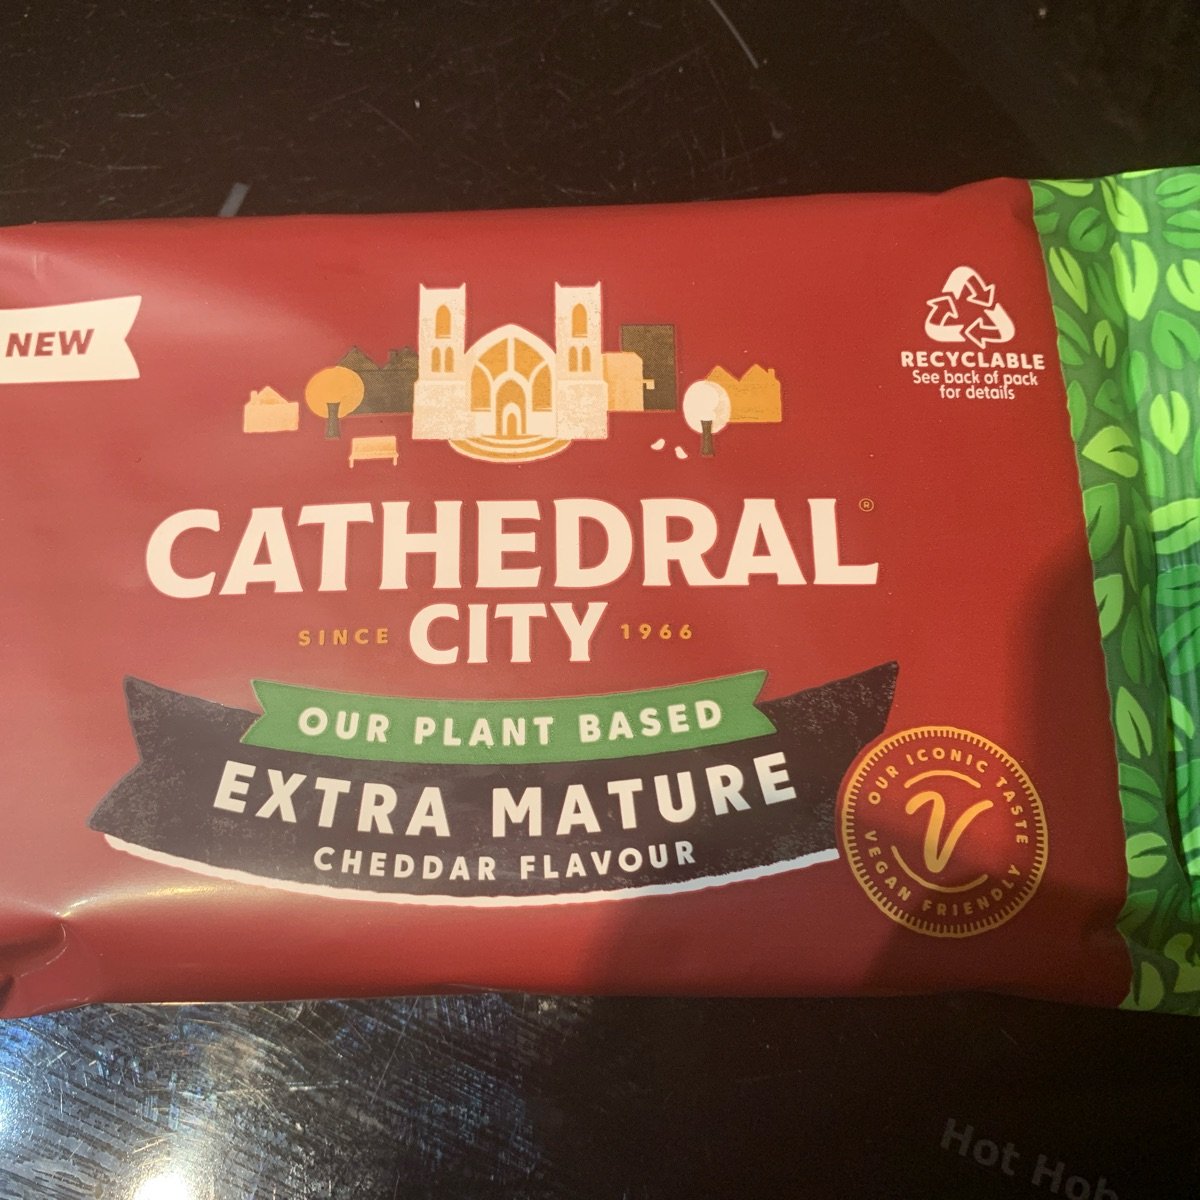 NEW
RECYCLABLE
See back of pack
for details
CATHEDRAL®
SINCE CITY 1966
OUR PLANT BASED
EXTRA MATURE
CHEDDAR FLAVOUR
OUR ICONIC TASTE
V
VEGAN FRIENDLY
Hot